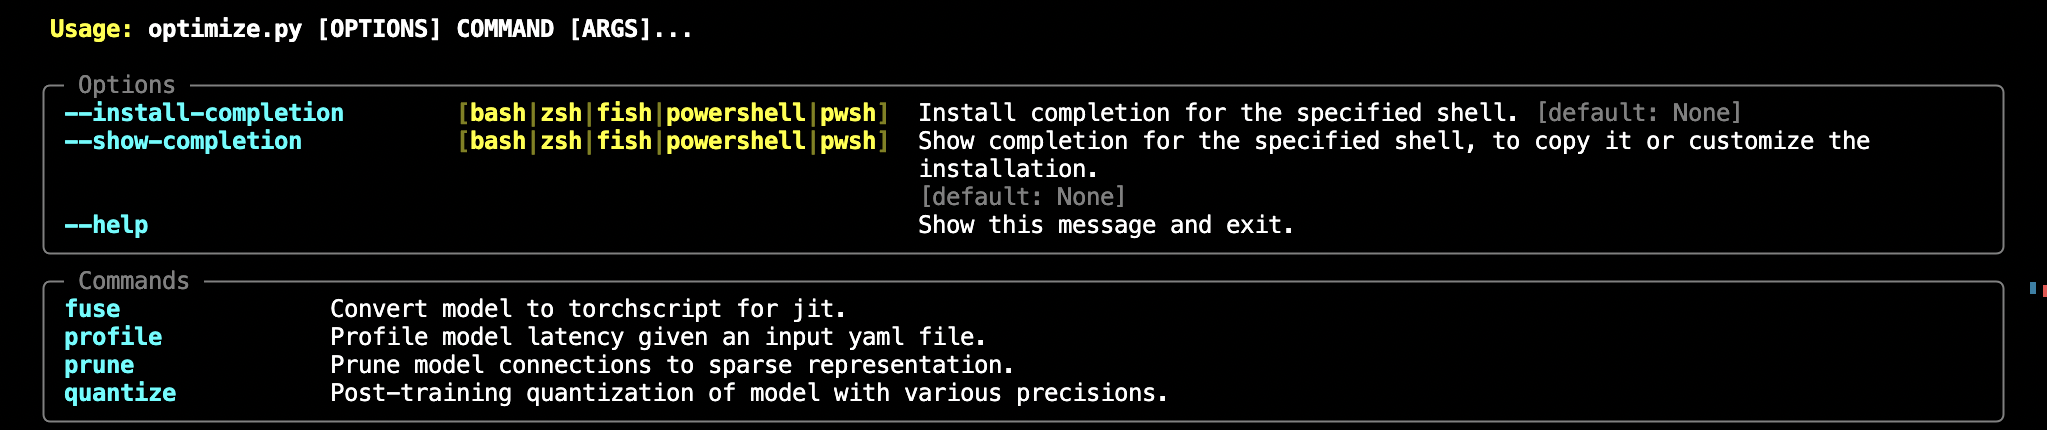 Usage: optimize.py [OPTIONS] COMMAND [ARGS]...
Options
--install-completion [bash|zsh|fish|powershell|pwsh] Install completion for the specified shell. [default: None]
--show-completion [bash|zsh|fish|powershell|pwsh] Show completion for the specified shell, to copy it or customize the
installation.
[default: None]
--help Show this message and exit.
Commands
fuse Convert model to torchscript for jit.
profile Profile model latency given an input yaml file.
prune Prune model connections to sparse representation.
quantize Post-training quantization of model with various precisions.